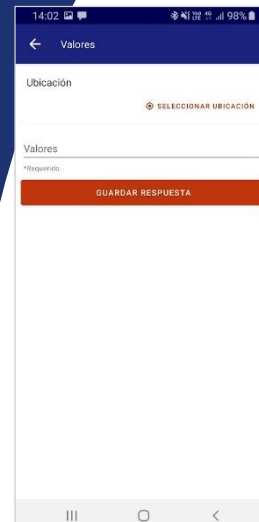 14:02 98%
Valores
Ubicación
SELECCIONAR UBICACIÓN
Valores
*Requerido
GUARDAR RESPUESTA